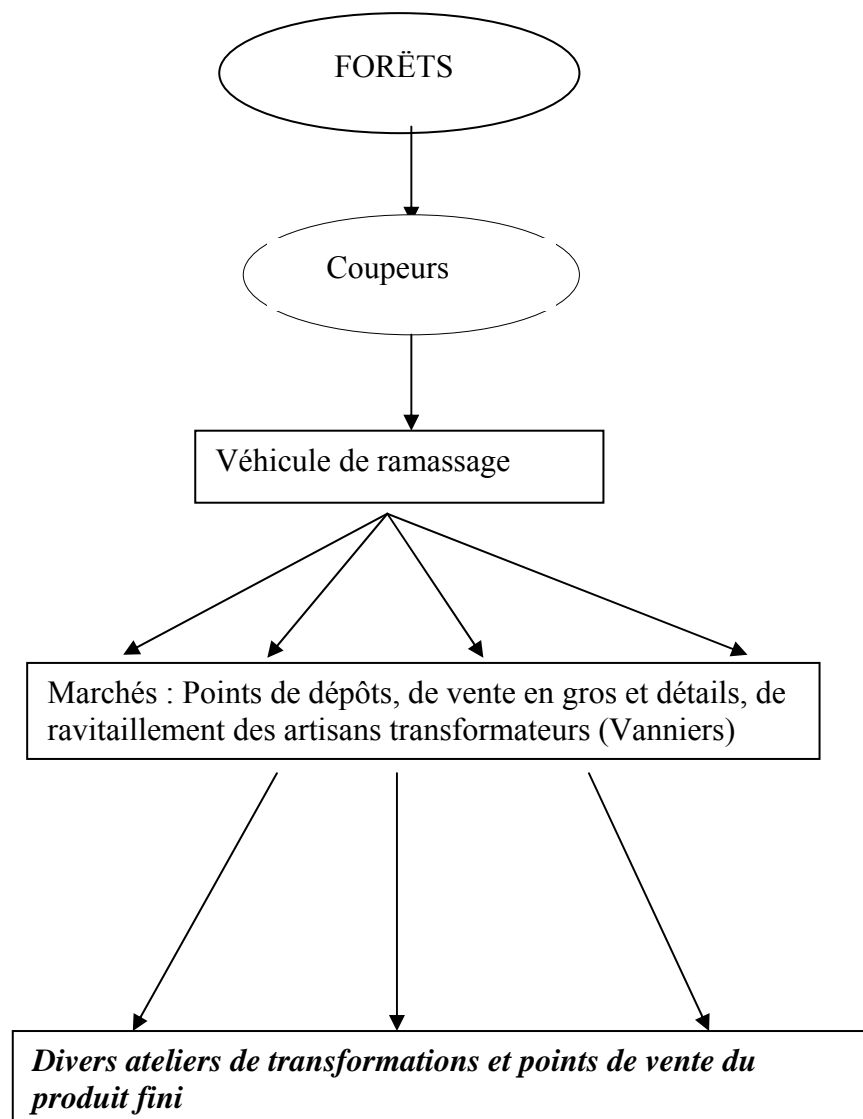 FORËTS
Coupeurs
Véhicule de ramassage
Marchés : Points de dépôts, de vente en gros et détails, de
ravitaillement des artisans transformateurs (Vanniers)
Divers ateliers de transformations et points de vente du
produit fini